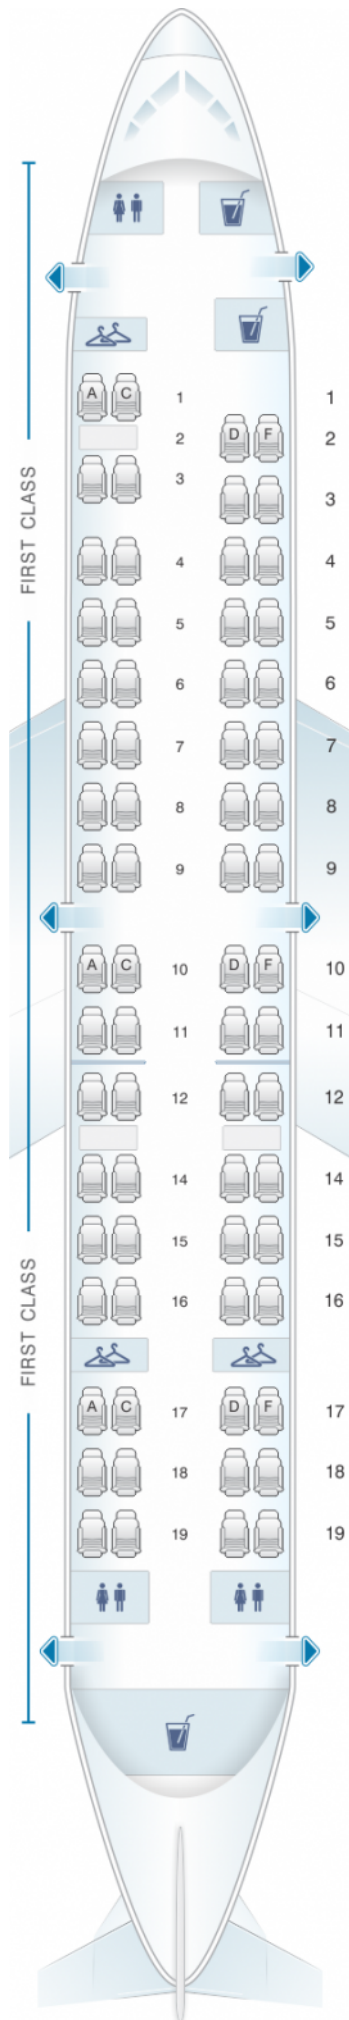 FIRST CLASS
A C 1 1
2 D F 2
3 3
4 4
5 5
6 6
7 7
8 8
9 9
A C 10 D F 10
11 11
12 12
14 14
15 15
16 16
FIRST CLASS
A C 17 D F 17
18 18
19 19